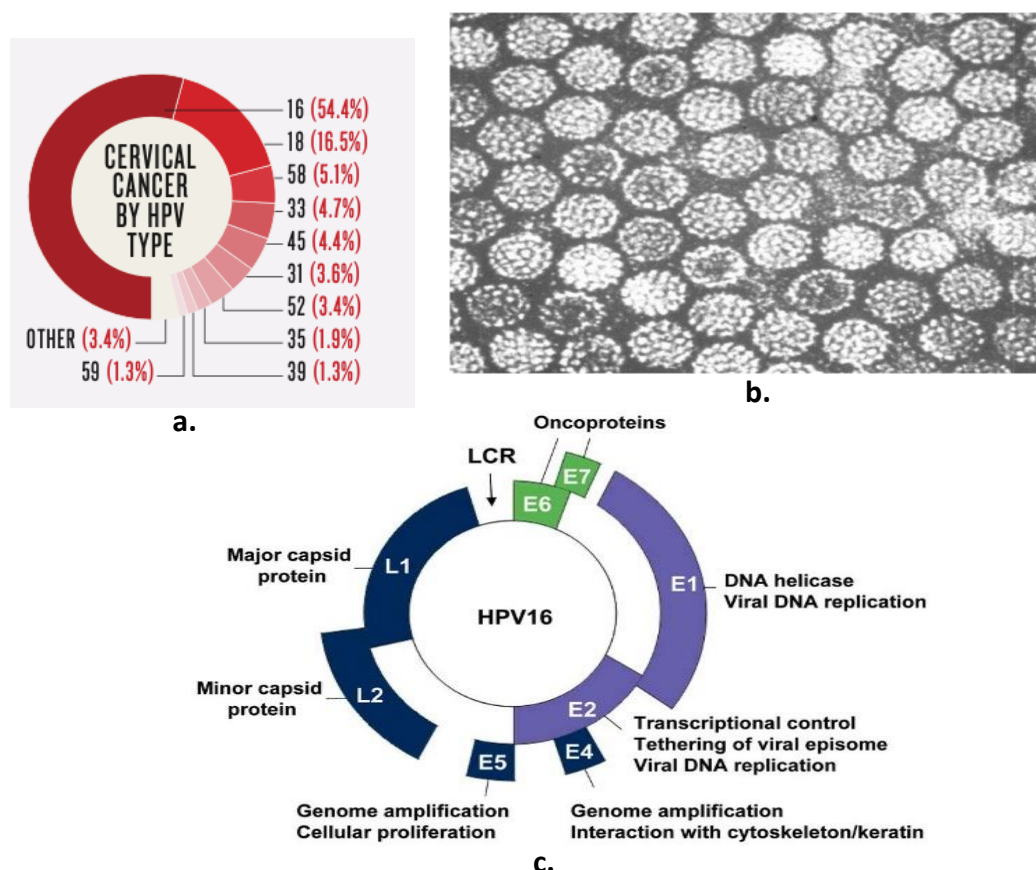 CERVICAL
CANCER
BY HPV
TYPE
16 (54.4%)
18 (16.5%)
58 (5.1%)
33 (4.7%)
45 (4.4%)
31 (3.6%)
52 (3.4%)
35 (1.9%)
39 (1.3%)
OTHER (3.4%)
59 (1.3%)
a.
b.
Oncoproteins
LCR
E7
E6
L1
Major capsid
protein
E1
DNA helicase
Viral DNA replication
HPV16
L2
Minor capsid
protein
E2
Transcriptional control
Tethering of viral episome
Viral DNA replication
E4
E5
Genome amplification
Cellular proliferation
Genome amplification
Interaction with cytoskeleton/keratin
c.